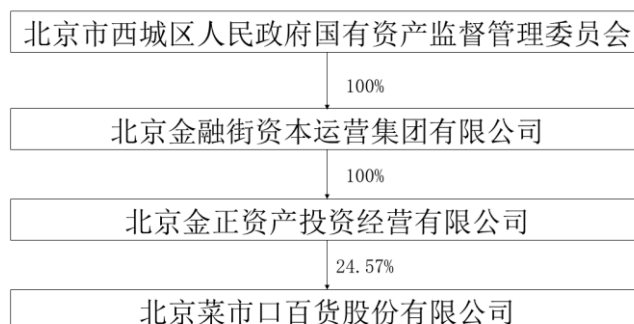 北京市西城区人民政府国有资产监督管理委员会
100%
北京金融街资本运营集团有限公司
100%
北京金正资产投资经营有限公司
24.57%
北京菜市口百货股份有限公司